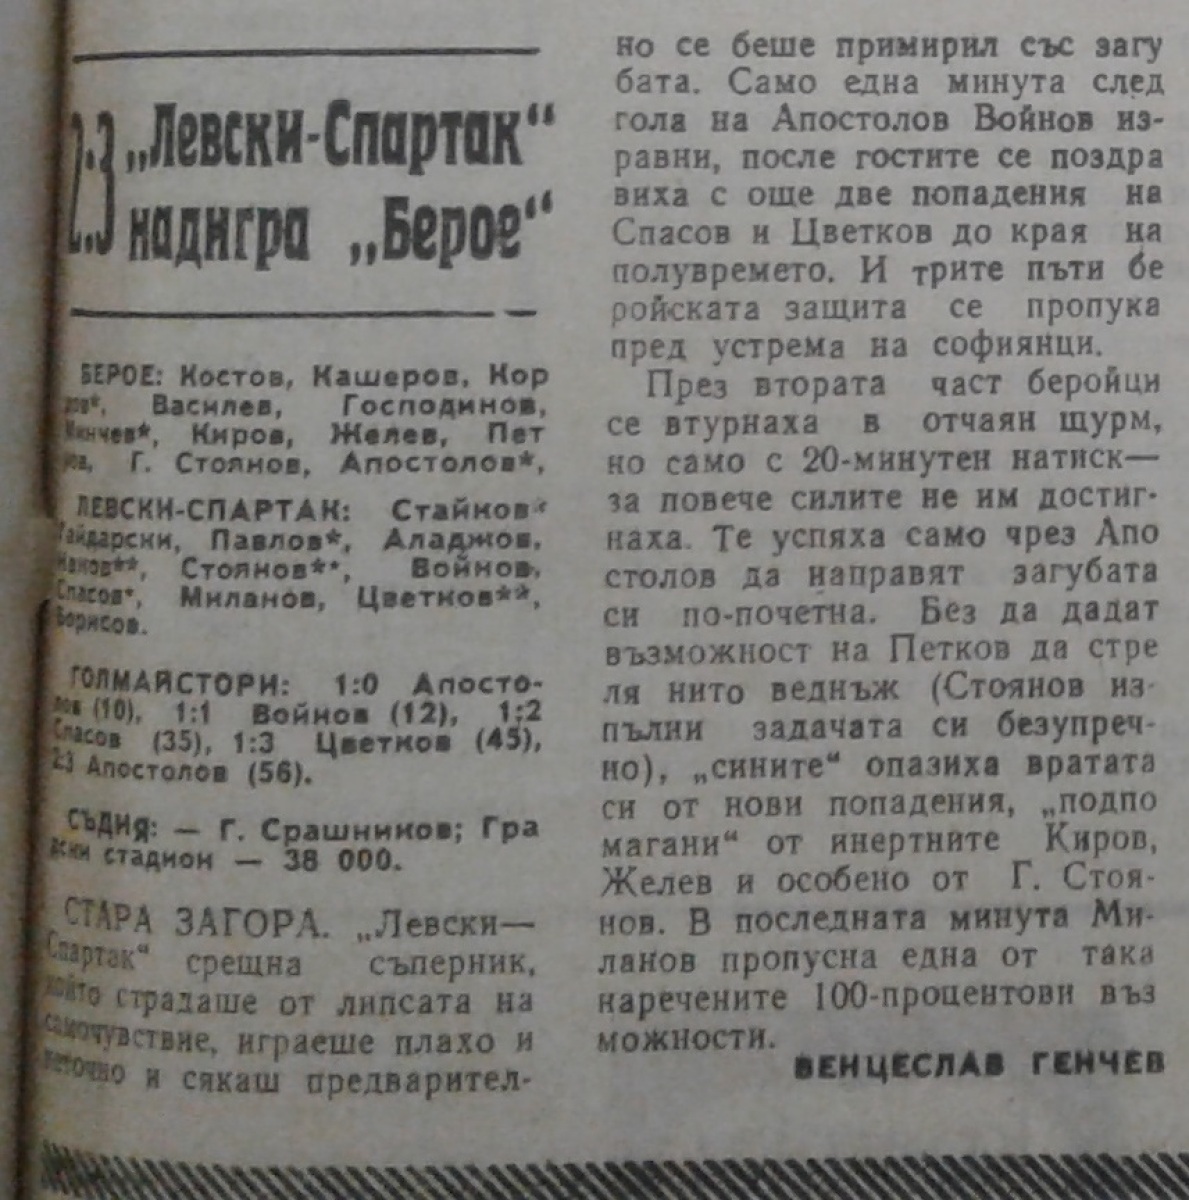 2:3 „Левски-Спартак“
надигра „Берое“
БЕРОЕ: Костов, Кашеров, Кор
Василев, Господинов,
Минчев*, Киров, Желев, Пет
Г. Стоянов, Апостолов*,
ЛЕВСКИ-СПАРТАК: Стайков*
Гайдарски, Павлов*, Аладжов,
Стоянов**, Войнов,
Спасов*, Миланов, Цветков**,
Борисов.
ГОЛМАЙСТОРИ: 1:0 Апосто-
лов (10), 1:1 Войнов (12), 1:2
Спасов (35), 1:3 Цветков (45),
2:3 Апостолов (56).
СЪДИЯ: — Г. Срашников; Гра
дски стадион — 38 000.
СТАРА ЗАГОРА. „Левски—
Спартак“ срещна съперник,
който страдаше от липсата на
самочувствие, играеше плахо и
неточно и сякаш предварител-
но се беше примирил със загу
бата. Само една минута след
гола на Апостолов Войнов из-
равни, после гостите се поздра
виха с още две попадения на
Спасов и Цветков до края на
полувремето. И трите пъти бе
ройската защита се пропука
пред устрема на софиянци.
През втората част беройци
се втурнаха в отчаян щурм,
но само с 20-минутен натиск—
за повече силите не им достиг-
наха. Те успяха само чрез Апо
столов да направят загубата
си по-почетна. Без да дадат
възможност на Петков да стре
ля нито веднъж (Стоянов из-
пълни задачата си безупреч-
но), „сините“ опазиха вратата
си от нови попадения, „подпо
магани“ от инертните Киров,
Желев и особено от Г. Стоя-
нов. В последната минута Ми-
ланов пропусна една от така
наречените 100-процентови въз
можности.
ВЕНЦЕСЛАВ ГЕНЧЕВ